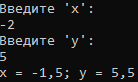 Введите 'x':
-2
Введите 'y':
5
x = -1,5; y = 5,5